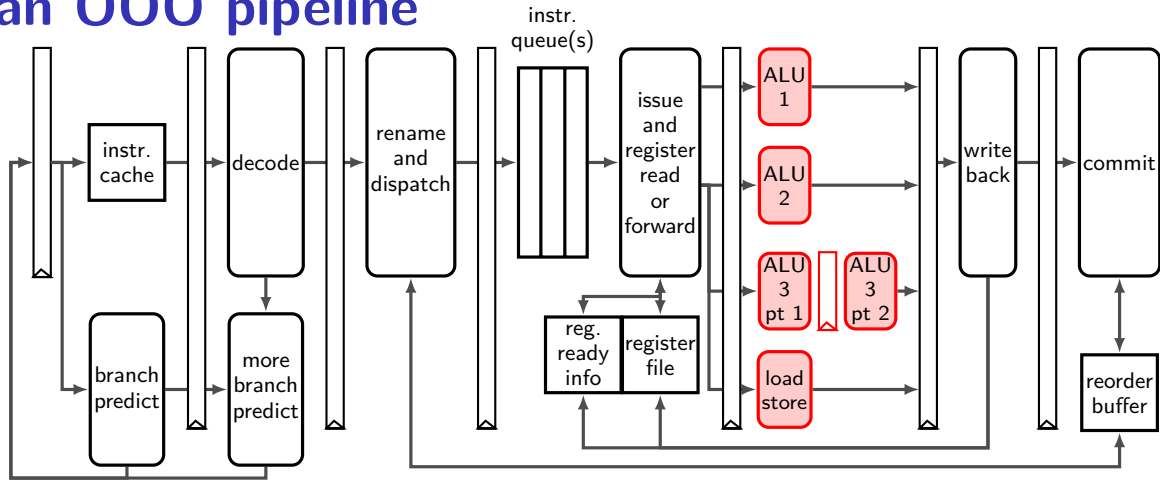 an OOO pipeline
instr.
queue(s)
instr.
cache
decode
rename
and
dispatch
issue
and
register
read
or
forward
ALU
1
ALU
2
ALU
3
pt 1
ALU
3
pt 2
load
store
write
back
commit
branch
predict
more
branch
predict
reg.
ready
info
register
file
reorder
buffer